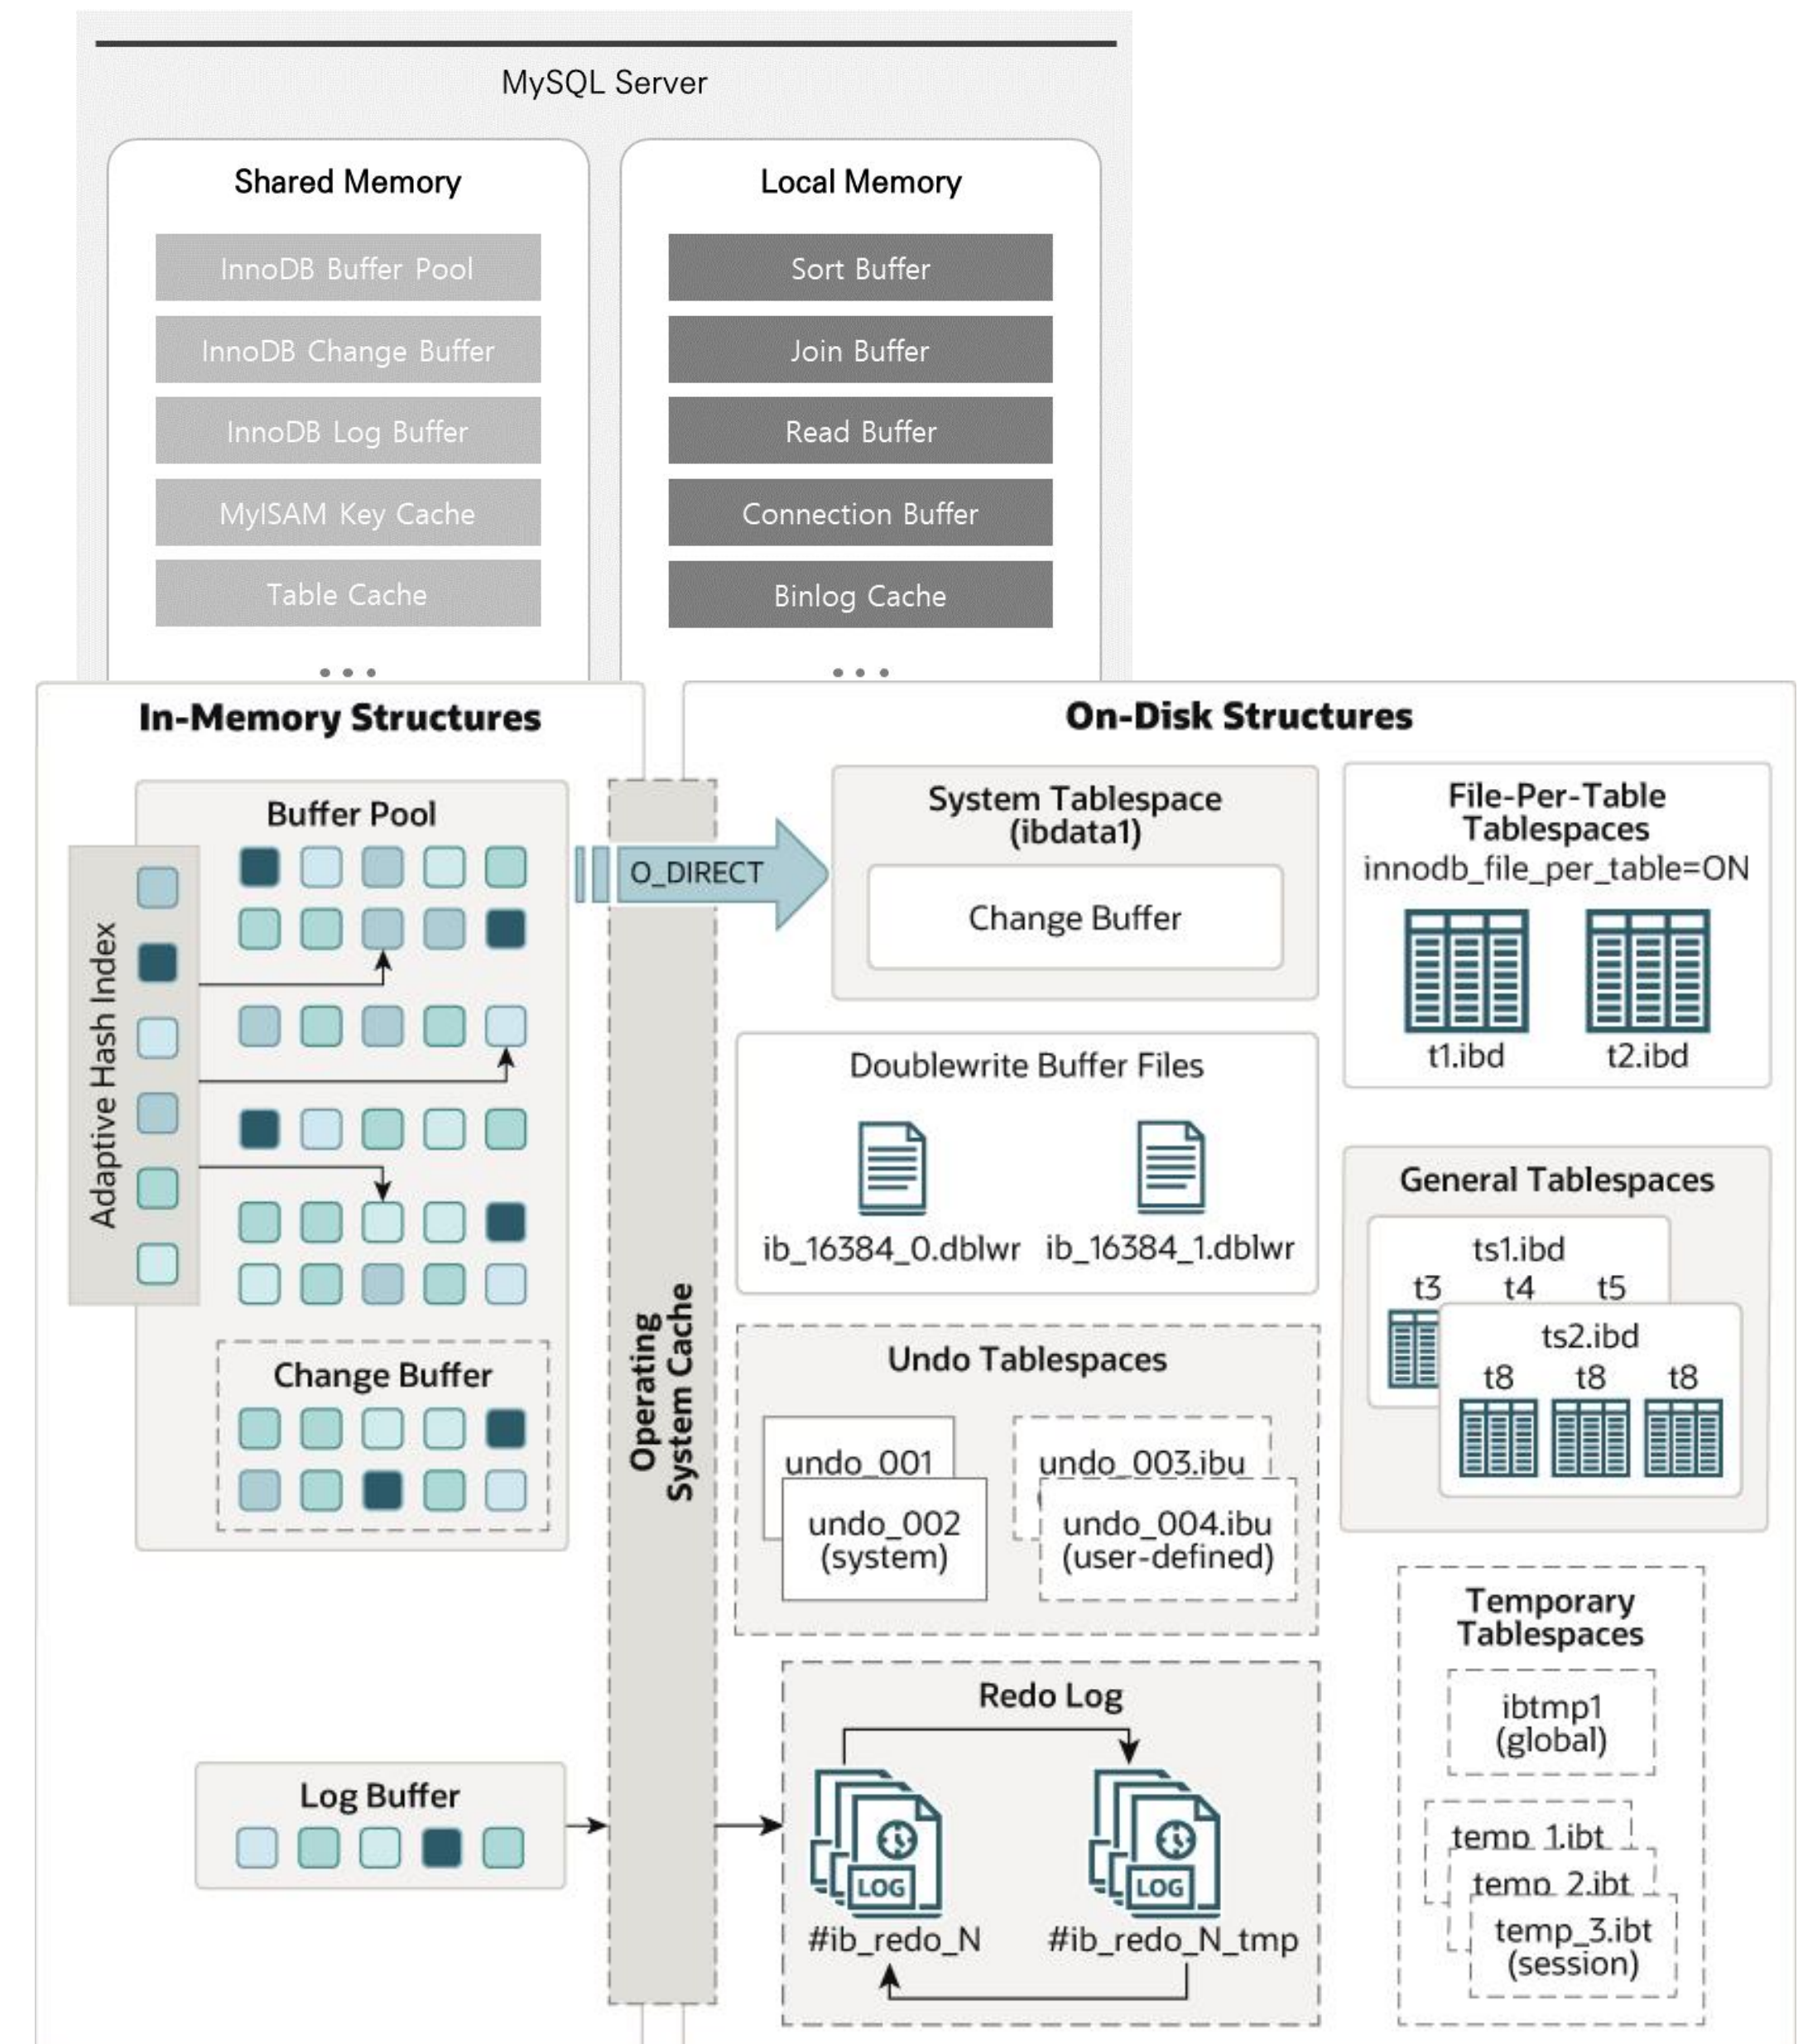 MySQL Server
Shared Memory
InnoDB Buffer Pool
InnoDB Change Buffer
InnoDB Log Buffer
MyISAM Key Cache
Table Cache
...
Local Memory
Sort Buffer
Join Buffer
Read Buffer
Connection Buffer
Binlog Cache
...
In-Memory Structures
Buffer Pool
Adaptive Hash Index
Change Buffer
Log Buffer
Operating
System Cache
O_DIRECT
On-Disk Structures
System Tablespace
(ibdata1)
Change Buffer
File-Per-Table
Tablespaces
innodb_file_per_table=ON
t1.ibd
t2.ibd
Doublewrite Buffer Files
ib_16384_0.dblwr
ib_16384_1.dblwr
General Tablespaces
ts1.ibd
t3 t4 t5
ts2.ibd
t8 t8 t8
Undo Tablespaces
undo_001
undo_002
(system)
undo_003.ibu
undo_004.ibu
(user-defined)
Temporary
Tablespaces
ibtmp1
(global)
temp_1.ibt
temp_2.ibt
temp_3.ibt
(session)
Redo Log
LOG
LOG
#ib_redo_N
#ib_redo_N_tmp